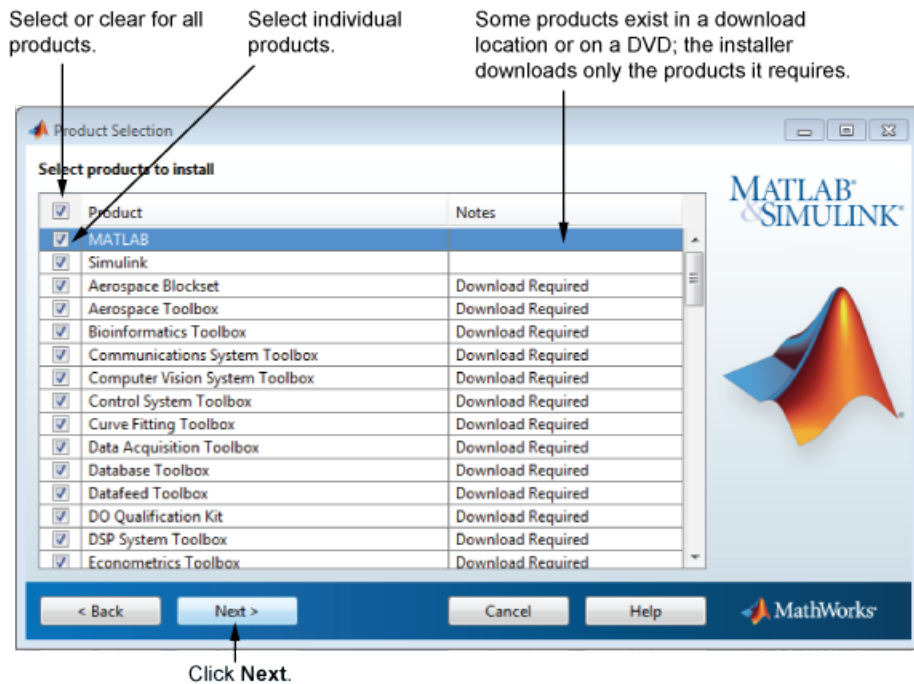 Select or clear for all
products.
Select individual
products.
Some products exist in a download
location or on a DVD; the installer
downloads only the products it requires.
Product Selection
Select products to install
Product Notes
MATLAB
Simulink
Aerospace Blockset Download Required
Aerospace Toolbox Download Required
Bioinformatics Toolbox Download Required
Communications System Toolbox Download Required
Computer Vision System Toolbox Download Required
Control System Toolbox Download Required
Curve Fitting Toolbox Download Required
Data Acquisition Toolbox Download Required
Database Toolbox Download Required
Datafeed Toolbox Download Required
DO Qualification Kit Download Required
DSP System Toolbox Download Required
Econometrics Toolbox Download Required
MATLAB®
&SIMULINK®
< Back Next > Cancel Help MathWorks®
Click Next.